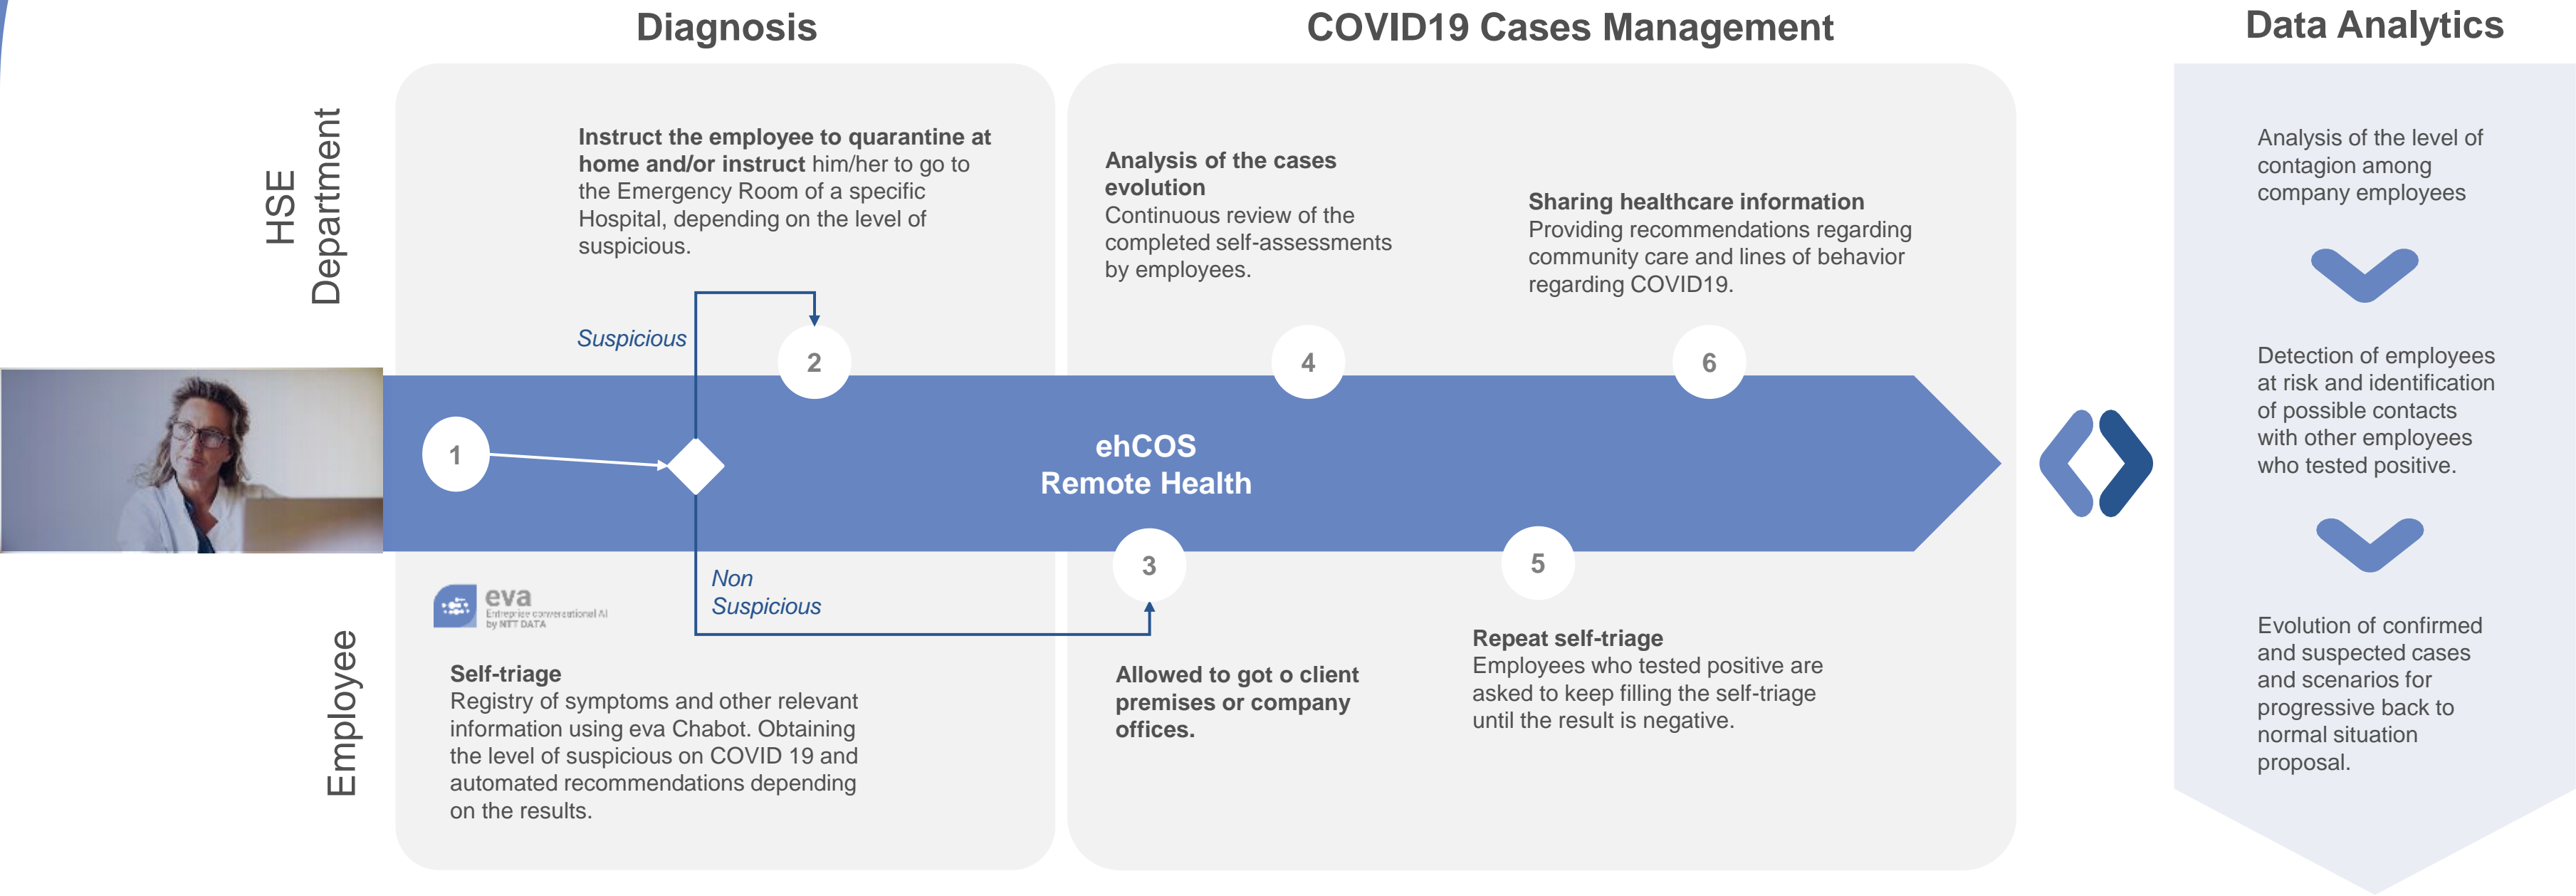 Diagnosis
COVID19 Cases Management
Data Analytics
HSE
Department
Instruct the employee to quarantine at
home and/or instruct him/her to go to
the Emergency Room of a specific
Hospital, depending on the level of
suspicious.
Analysis of the cases
evolution
Continuous review of the
completed self-assessments
by employees.
Sharing healthcare information
Providing recommendations regarding
community care and lines of behavior
regarding COVID19.
Suspicious
2
4
6
1
ehCOS
Remote Health
3
5
Non
Suspicious
eva
Entreprise conversational AI
by NTT DATA
Employee
Self-triage
Registry of symptoms and other relevant
information using eva Chabot. Obtaining
the level of suspicious on COVID 19 and
automated recommendations depending
on the results.
Allowed to got o client
premises or company
offices.
Repeat self-triage
Employees who tested positive are
asked to keep filling the self-triage
until the result is negative.
Analysis of the level of
contagion among
company employees
Detection of employees
at risk and identification
of possible contacts
with other employees
who tested positive.
Evolution of confirmed
and suspected cases
and scenarios for
progressive back to
normal situation
proposal.